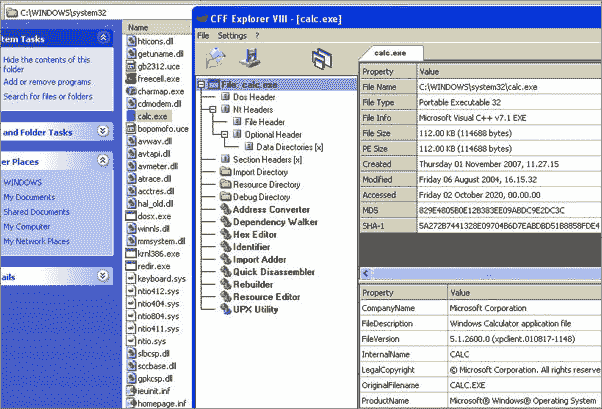 C:\WINDOWS\system32
tem Tasks
Hide the contents of this
folder
Add or remove programs
Search for files or folders
and Folder Tasks
er Places
WINDOWS
My Documents
Shared Documents
My Computer
My Network Places
ails
Name
hticons.dll
getuname.dll
gb2312.uce
freecell.exe
charmap.exe
cdmodem.dll
calc.exe
bopomofo.uce
avwav.dll
avtapi.dll
avmeter.dll
atrace.dll
acctres.dll
hal_old.dll
dosx.exe
winnls.dll
rmmsystem.dll
krnl386.exe
redir.exe
keyboard.sys
ntio412.sys
ntio404.sys
ntio804.sys
ntio411.sys
ntio.sys
sbcsp.dll
sccbase.dll
gpkcsp.dll
ieuinit.inf
homepage.inf
CFF Explorer VIII - [calc.exe]
File Settings ?
File: calc.exe
Dos Header
Nt Headers
File Header
Optional Header
Data Directories [x]
Section Headers [x]
Import Directory
Resource Directory
Debug Directory
Address Converter
Dependency Walker
Hex Editor
Identifier
Import Adder
Quick Disassembler
Rebuilder
Resource Editor
UPX Utility
calc.exe
Property Value
File Name C:\WINDOWS\system32\calc.exe
File Type Portable Executable 32
File Info Microsoft Visual C++ v7.1 EXE
File Size 112.00 KB (114688 bytes)
PE Size 112.00 KB (114688 bytes)
Created Thursday 01 November 2007, 11.27.15
Modified Friday 06 August 2004, 16.15.32
Accessed Friday 02 October 2020, 00.00.00
MD5 829E4805B0E12B383EE09ABDC9E2DC3C
SHA-1 5A272B7441328E09704B6D7EABDBD51B8858FDE4
Property Value
CompanyName Microsoft Corporation
FileDescription Windows Calculator application file
FileVersion 5.1.2600.0 (xpclient.010817-1148)
InternalName CALC
LegalCopyright © Microsoft Corporation. All rights reserve
OriginalFilename CALC.EXE
ProductName Microsoft® Windows® Operating System